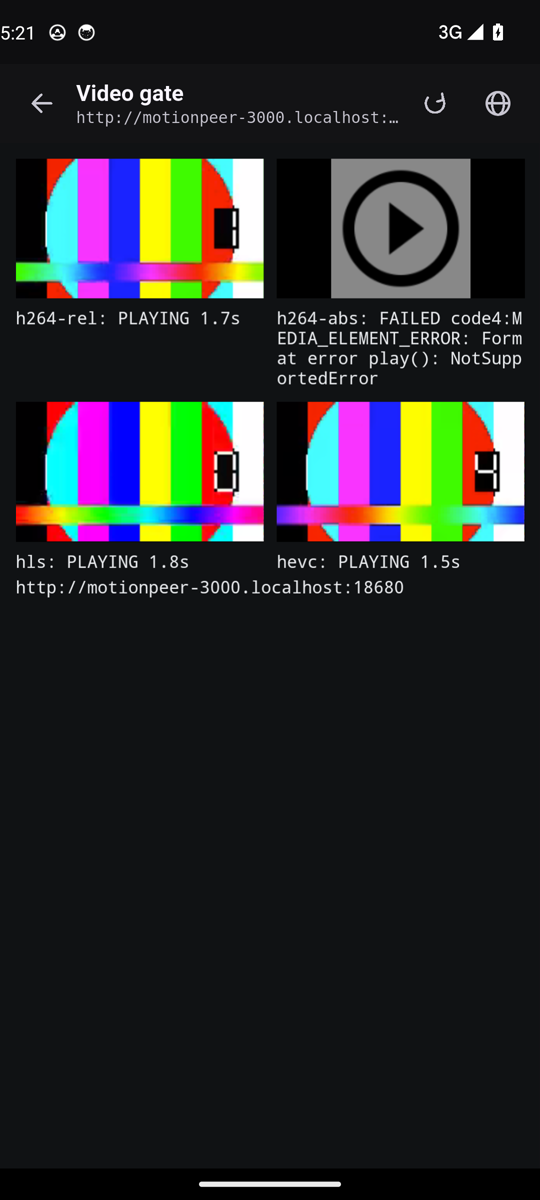 5:21
3G
Video gate
http://motionpeer-3000.localhost:…
h264-rel: PLAYING 1.7s
h264-abs: FAILED code4:M
EDIA_ELEMENT_ERROR: Form
at error play(): NotSupp
ortedError
hls: PLAYING 1.8s
hevc: PLAYING 1.5s
http://motionpeer-3000.localhost:18680